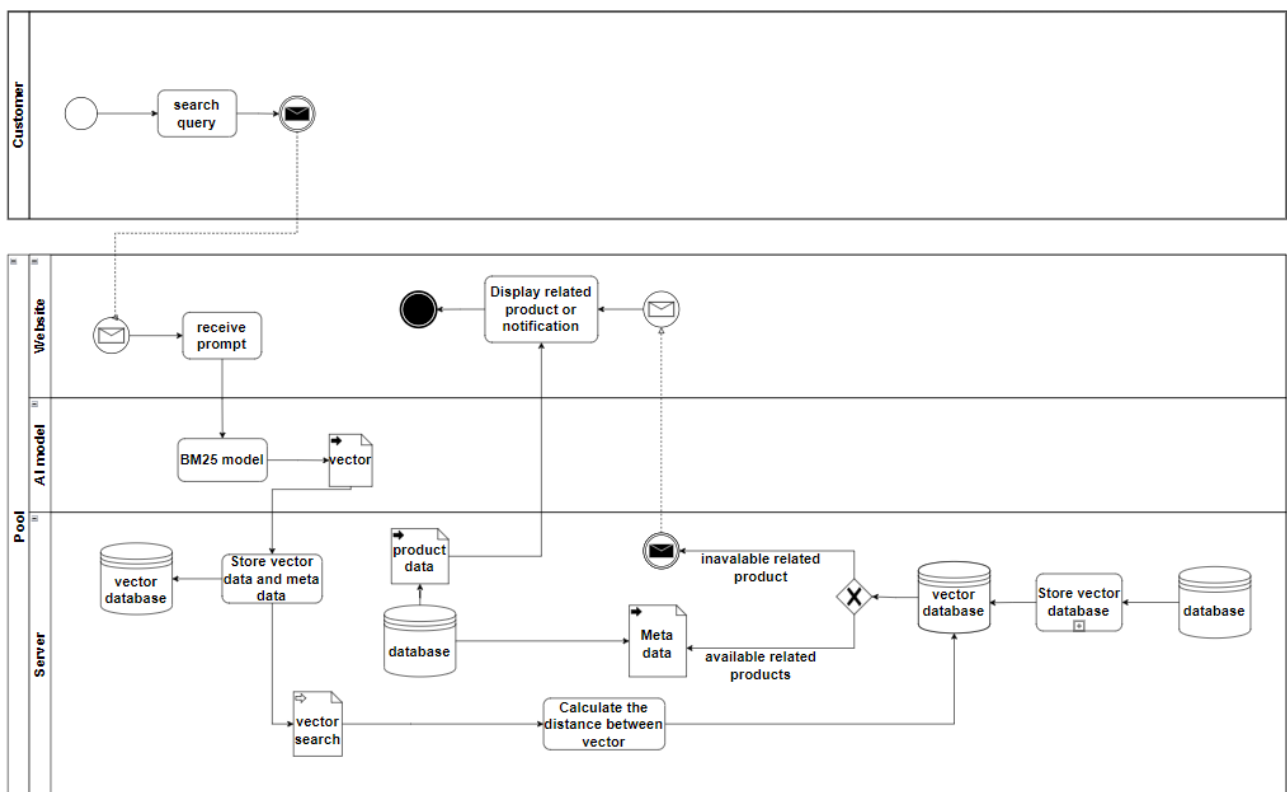 Customer
search
query
Pool
Website
receive
prompt
Display related
product or
notification
AI model
BM25 model
vector
Server
vector
database
Store vector
data and meta
data
product
data
database
inavalable related
product
Meta
data
available related
products
vector
database
Store vector
database
database
vector
search
Calculate the
distance between
vector